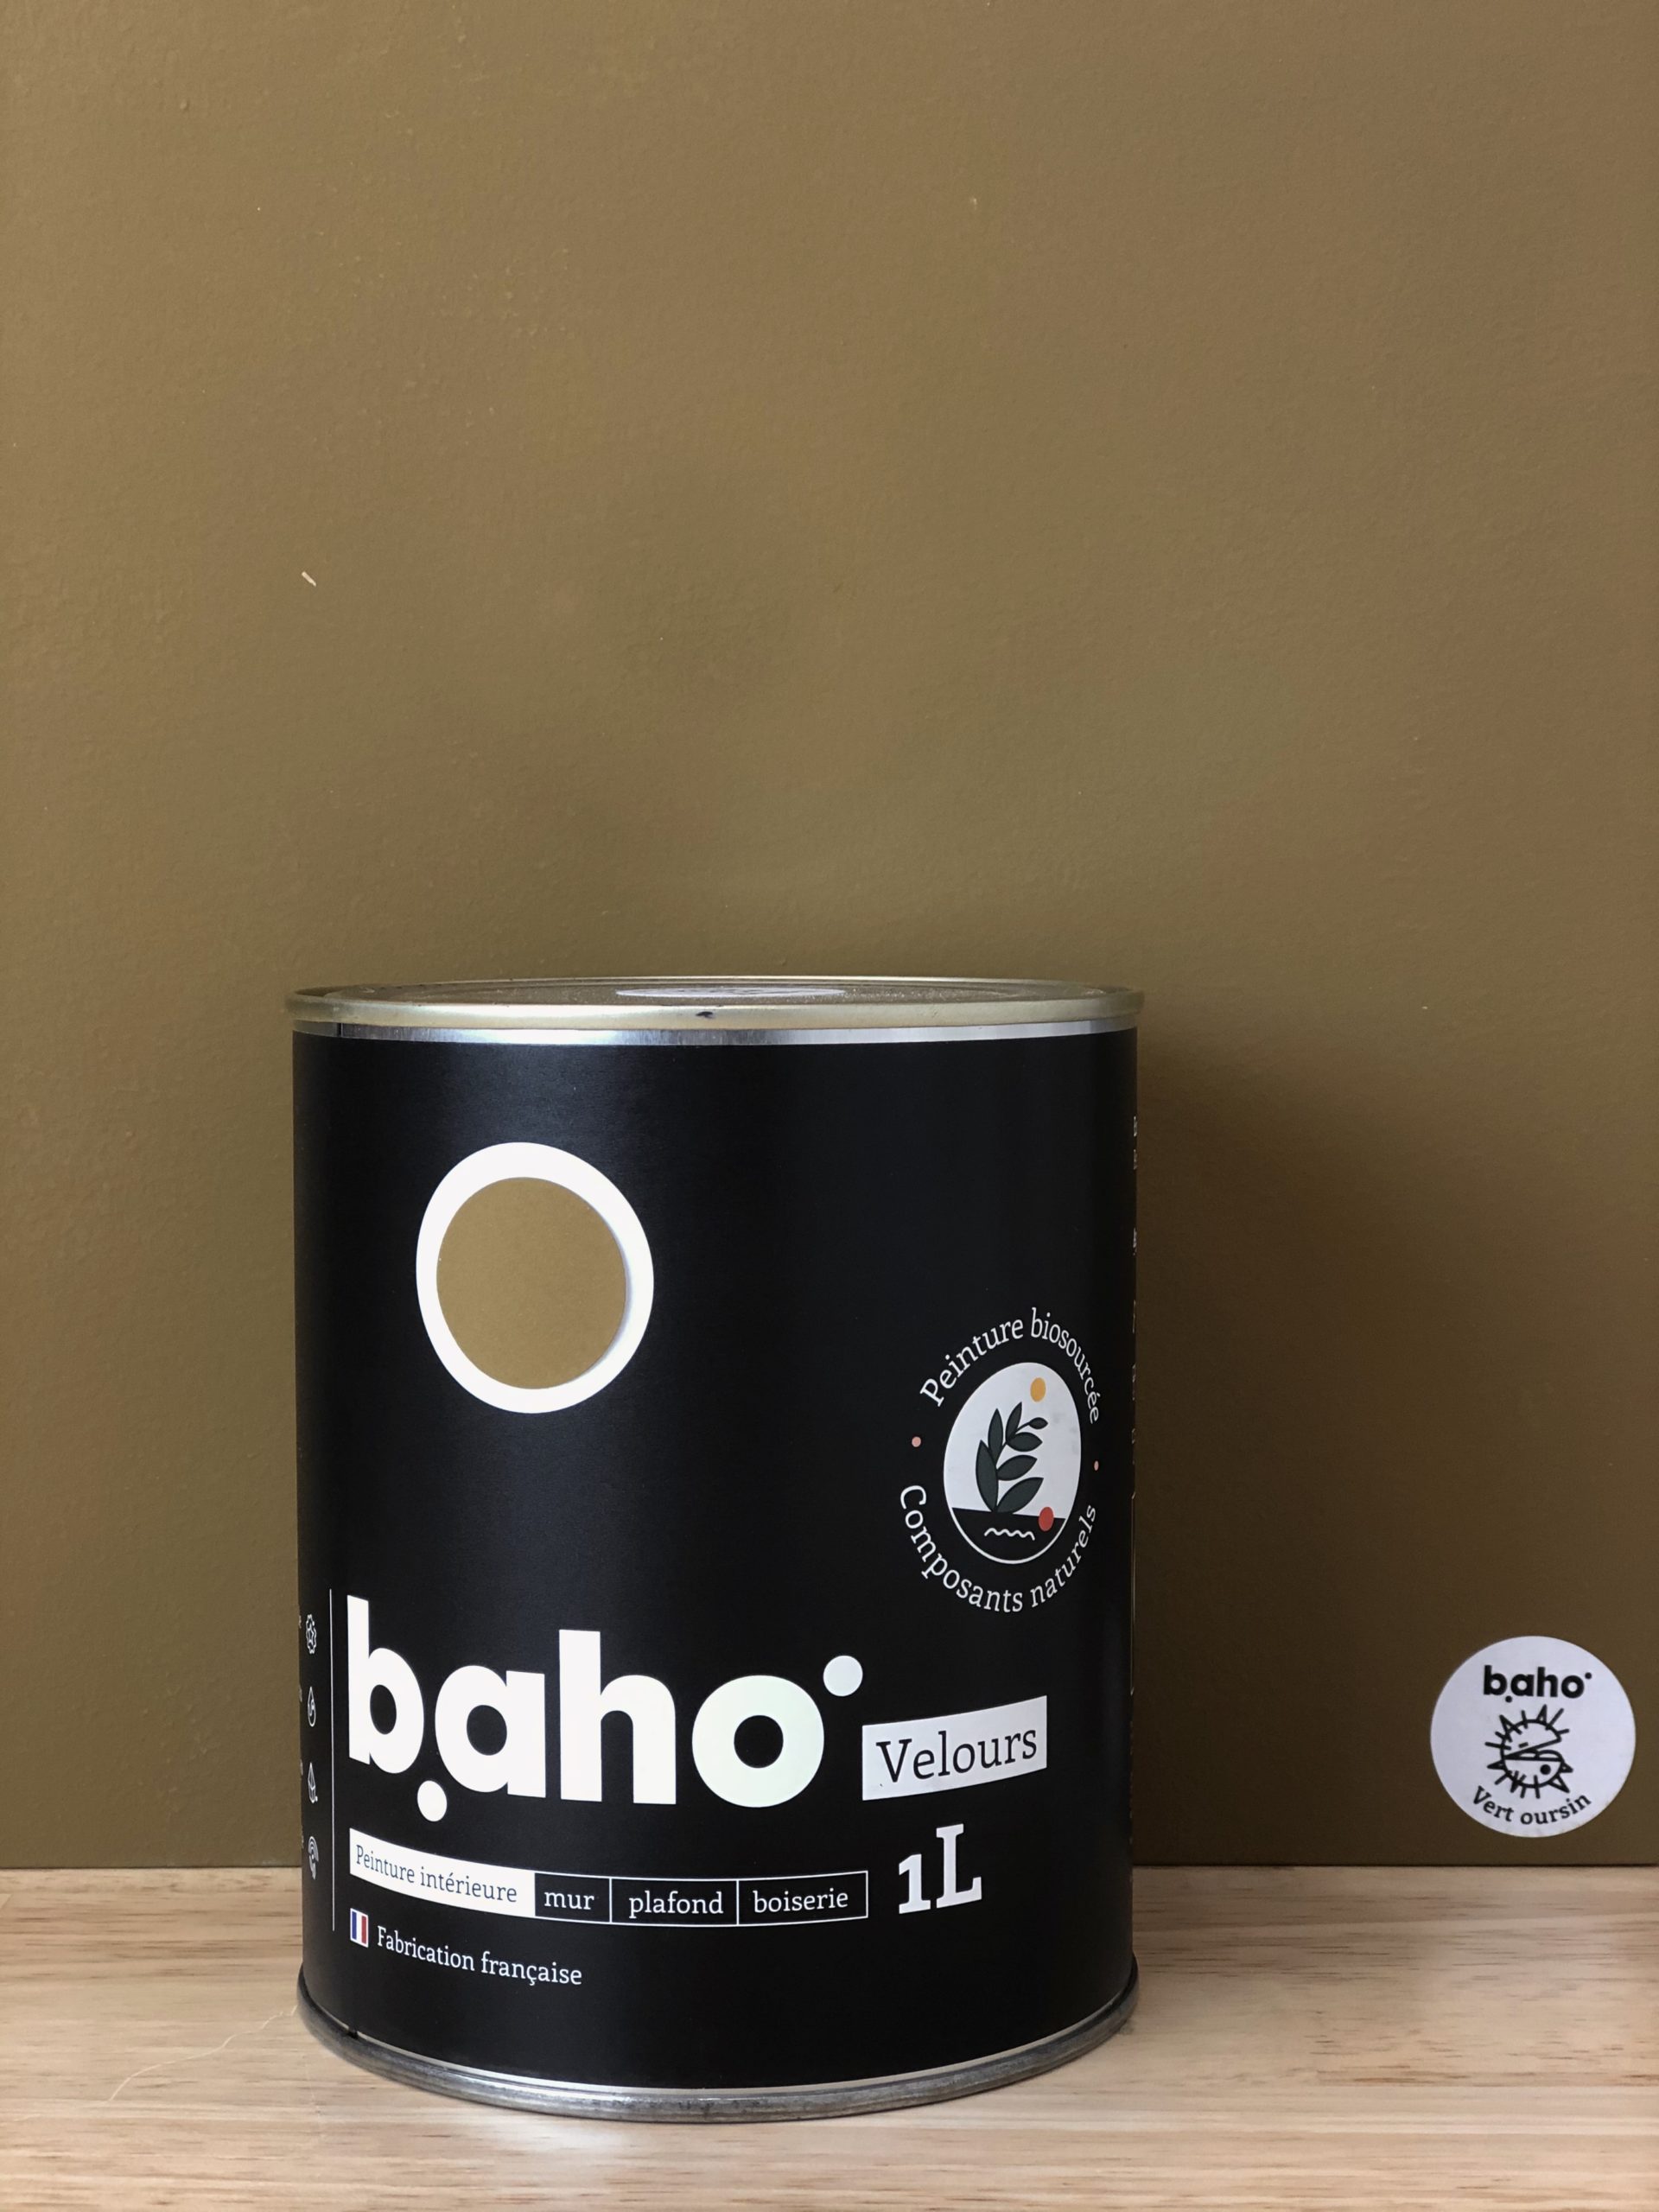 Peinture biosourcée
Composants naturels
baho
Velours
Peinture intérieure mur plafond boiserie
1L
Fabrication française
baho
Vert oursin